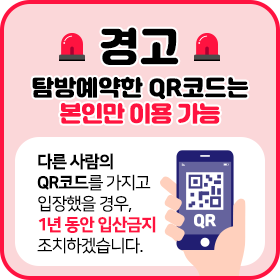 경고
탐방예약한 QR코드는
본인만 이용 가능
다른 사람의
QR코드를 가지고
입장했을 경우,
1년 동안 입산금지
조치하겠습니다.
QR